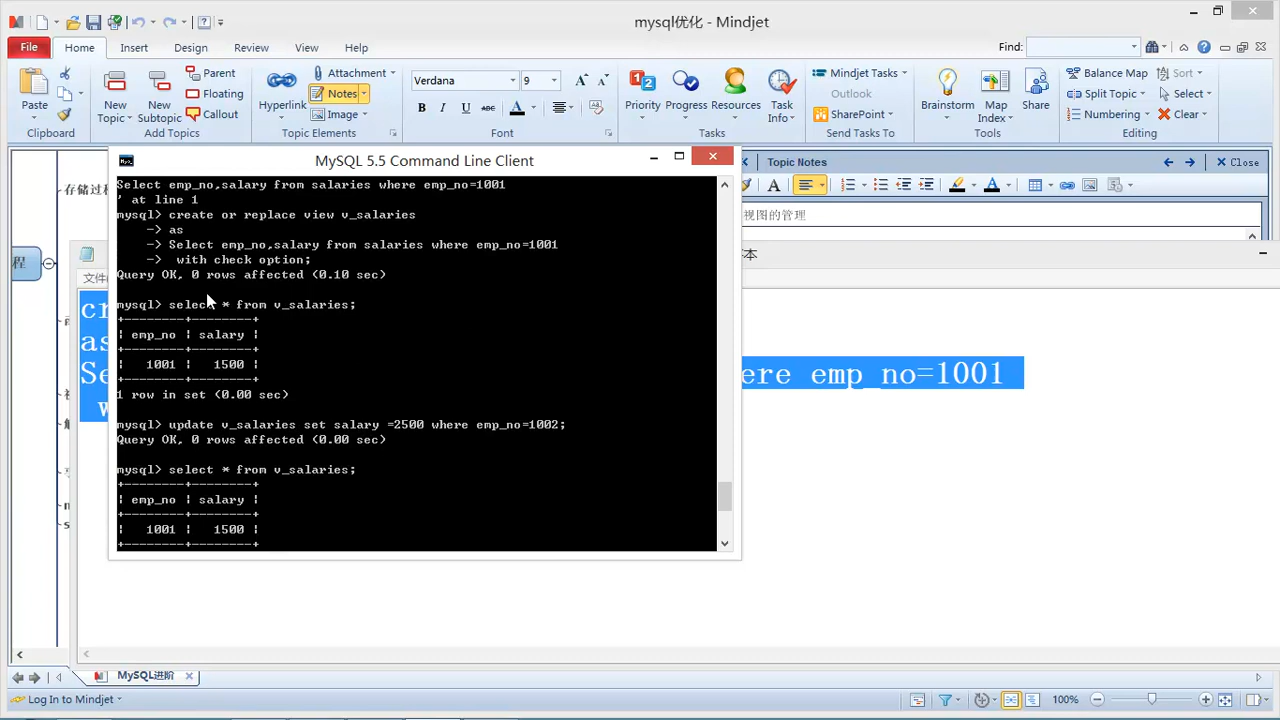 mysql优化 - Mindjet
File Home Insert Design Review View Help Find:
Paste
Clipboard
New Topic
New Subtopic
Parent
Floating
Callout
Add Topics
Hyperlink
Attachment
Notes
Image
Topic Elements
Verdana 9
B I U abc A
Font
Priority
Progress
Resources
Task Info
Tasks
Mindjet Tasks
Outlook
SharePoint
Send Tasks To
Brainstorm
Map Index
Share
Tools
Balance Map
Split Topic
Numbering
Sort
Select
Clear
Editing
MySQL 5.5 Command Line Client
Select emp_no,salary from salaries where emp_no=1001
' at line 1
mysql> create or replace view v_salaries
-> as
-> Select emp_no,salary from salaries where emp_no=1001
->  with check option;
Query OK, 0 rows affected (0.10 sec)
mysql> select * from v_salaries;
+--------+--------+
| emp_no | salary |
+--------+--------+
|   1001 |   1500 |
+--------+--------+
1 row in set (0.00 sec)
mysql> update v_salaries set salary =2500 where emp_no=1002;
Query OK, 0 rows affected (0.00 sec)
mysql> select * from v_salaries;
+--------+--------+
| emp_no | salary |
+--------+--------+
|   1001 |   1500 |
+--------+--------+
Topic Notes
Close
视图的管理
存储过
程
本
文件
cr
as
Se
ere emp_no=1001
w
MySQL进阶
Log In to Mindjet
100%